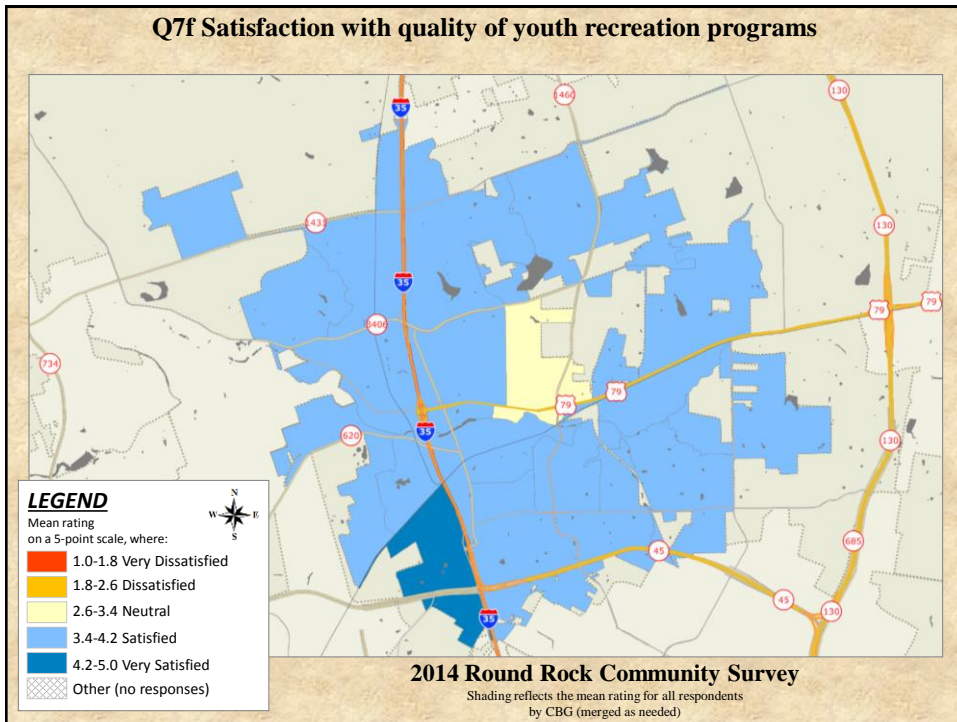 Q7f Satisfaction with quality of youth recreation programs
35
1460
130
1431
130
35
79
79
3406
734
79
79
35
620
130
45
685
45
130
35
LEGEND
Mean rating
on a 5-point scale, where:
N
W E
S
1.0-1.8 Very Dissatisfied
1.8-2.6 Dissatisfied
2.6-3.4 Neutral
3.4-4.2 Satisfied
4.2-5.0 Very Satisfied
Other (no responses)
2014 Round Rock Community Survey
Shading reflects the mean rating for all respondents
by CBG (merged as needed)